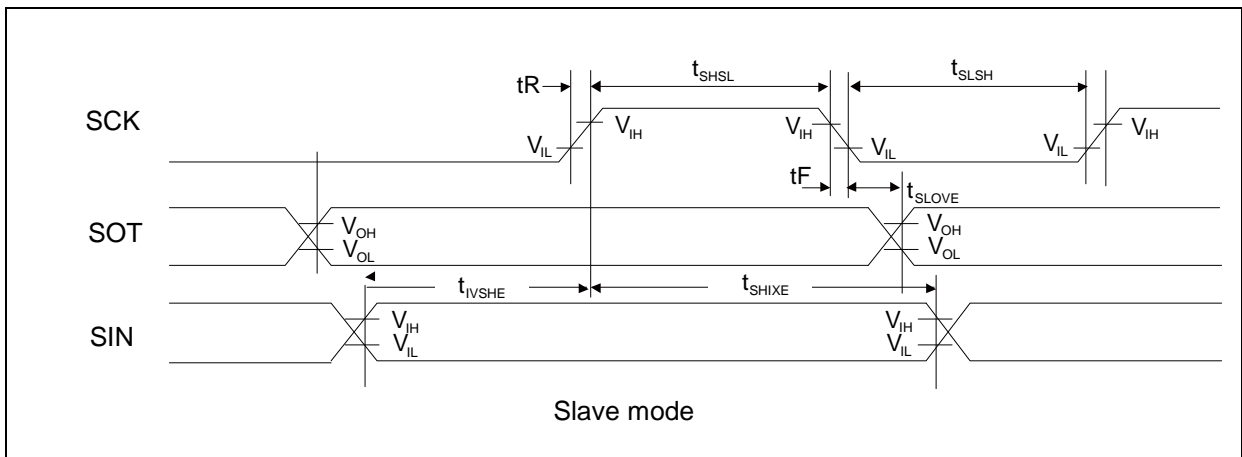 tR
tSHSL
tSLSH
SCK
VIH
VIH
VIH
VIL
VIL
VIL
tF
tSLOVE
SOT
VOH
VOH
VOL
VOL
tIVSHE
tSHIXE
SIN
VIH
VIH
VIL
VIL
Slave mode